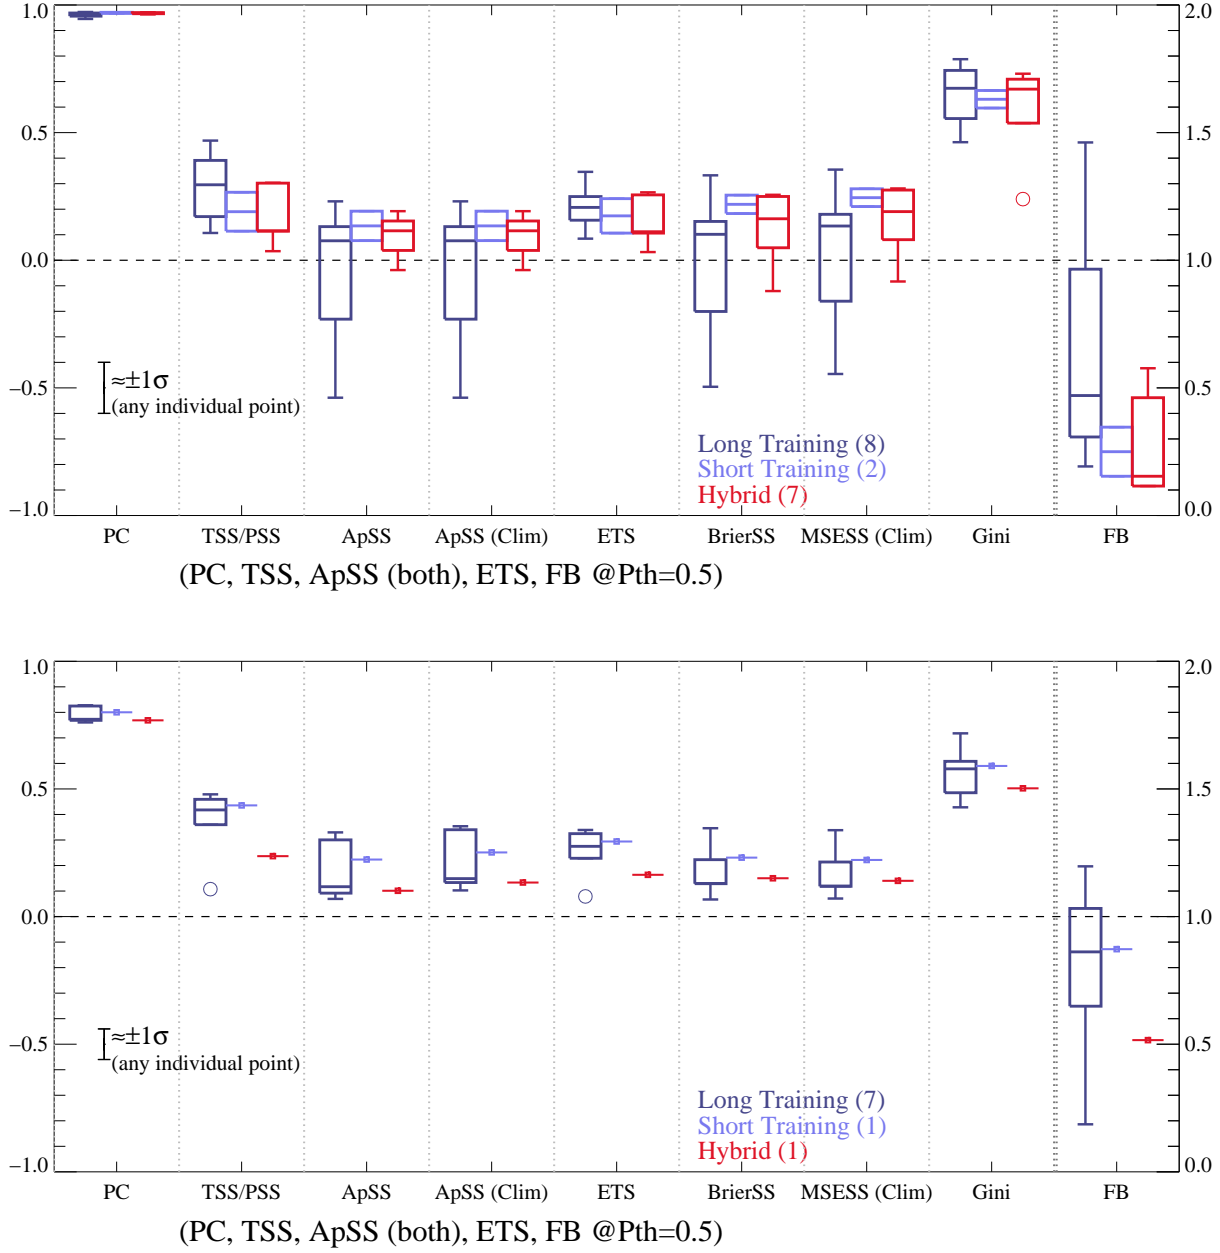 1.0
2.0
0.5
1.5
0.0
1.0
≈±1σ
−0.5
(any individual point)
0.5
Long Training (8)
Short Training (2)
Hybrid (7)
−1.0
0.0
PC TSS/PSS ApSS ApSS (Clim) ETS BrierSS MSESS (Clim) Gini FB
(PC, TSS, ApSS (both), ETS, FB @Pth=0.5)
1.0
2.0
0.5
1.5
0.0
1.0
≈±1σ
−0.5
(any individual point)
0.5
Long Training (7)
Short Training (1)
Hybrid (1)
−1.0
0.0
PC TSS/PSS ApSS ApSS (Clim) ETS BrierSS MSESS (Clim) Gini FB
(PC, TSS, ApSS (both), ETS, FB @Pth=0.5)